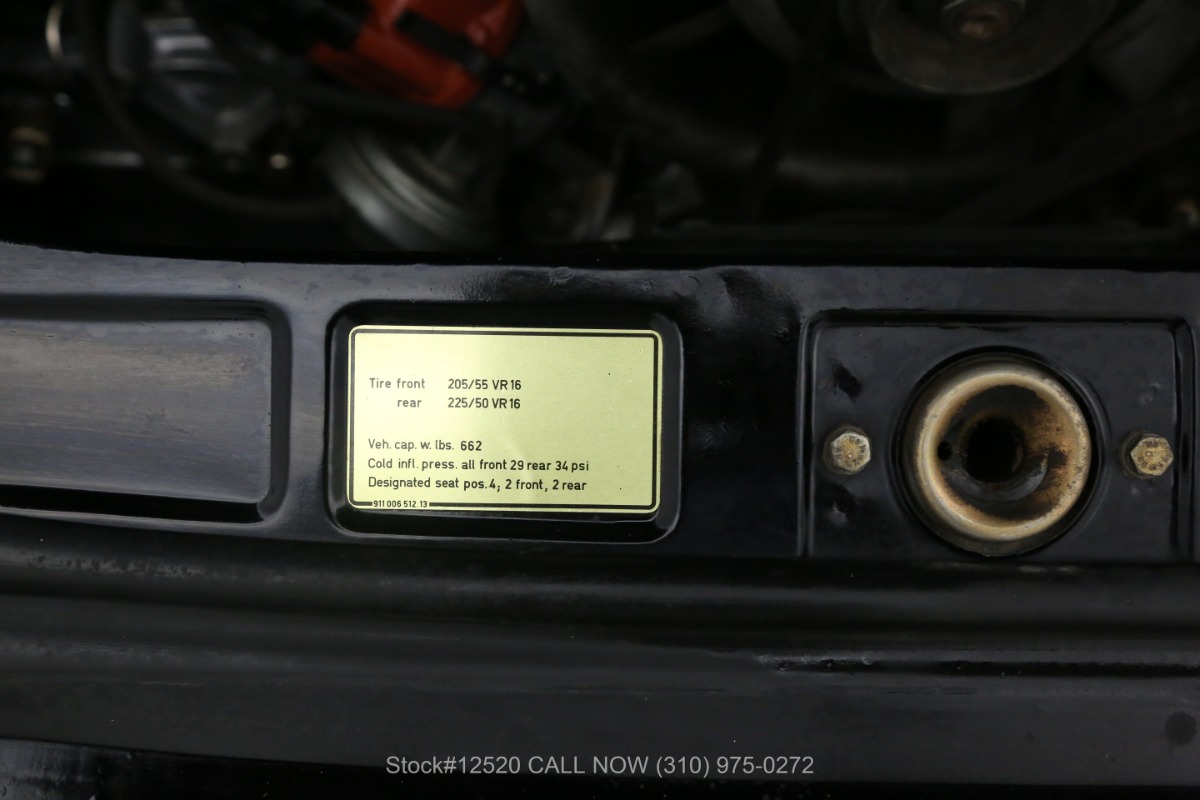 Tire front 205/55 VR 16
rear 225/50 VR 16
Veh. cap. w. lbs. 662
Cold infl. press. all front 29 rear 34 psi
Designated seat pos. 4; 2 front, 2 rear
911 006 512.13
Stock#12520 CALL NOW (310) 975-0272